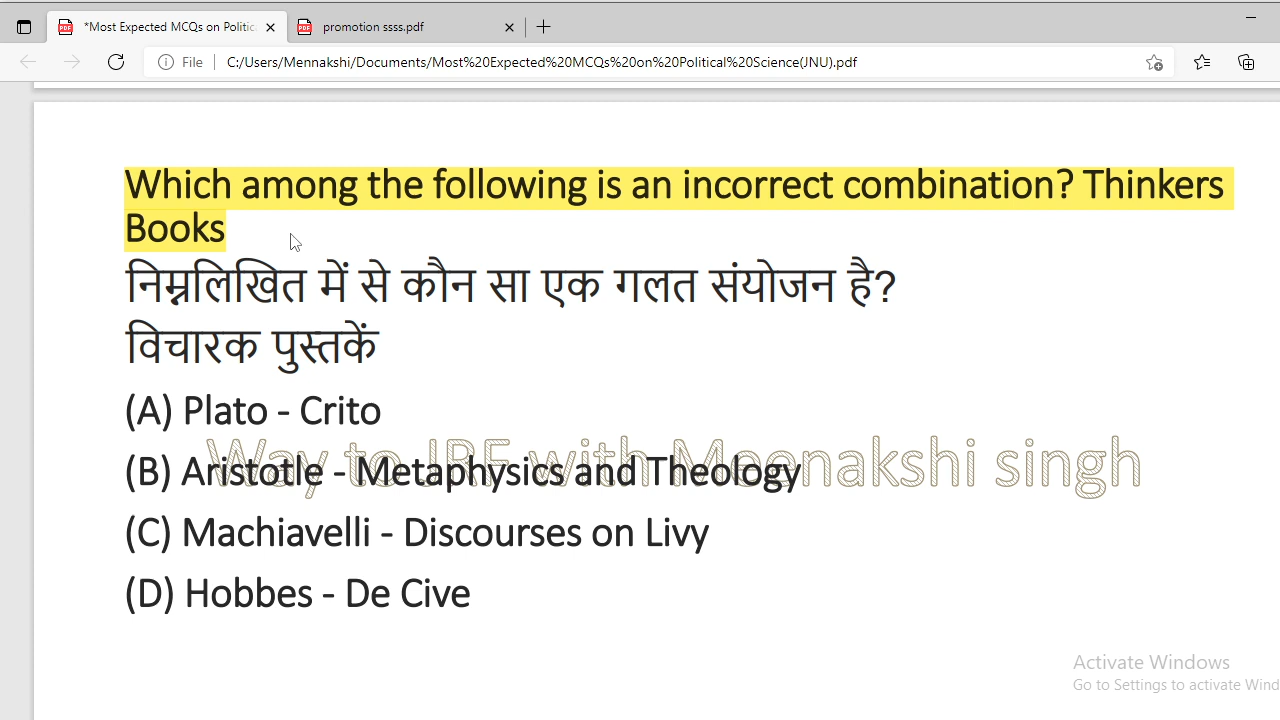 *Most Expected MCQs on Politic
promotion ssss.pdf
File
C:/Users/Mennakshi/Documents/Most%20Expected%20MCQs%20on%20Political%20Science(JNU).pdf
Which among the following is an incorrect combination? Thinkers
Books
निम्नलिखित में से कौन सा एक गलत संयोजन है?
विचारक पुस्तकें
(A) Plato - Crito
Way to JRF with Meenakshi singh
(B) Aristotle - Metaphysics and Theology
(C) Machiavelli - Discourses on Livy
(D) Hobbes - De Cive
Activate Windows
Go to Settings to activate Wind